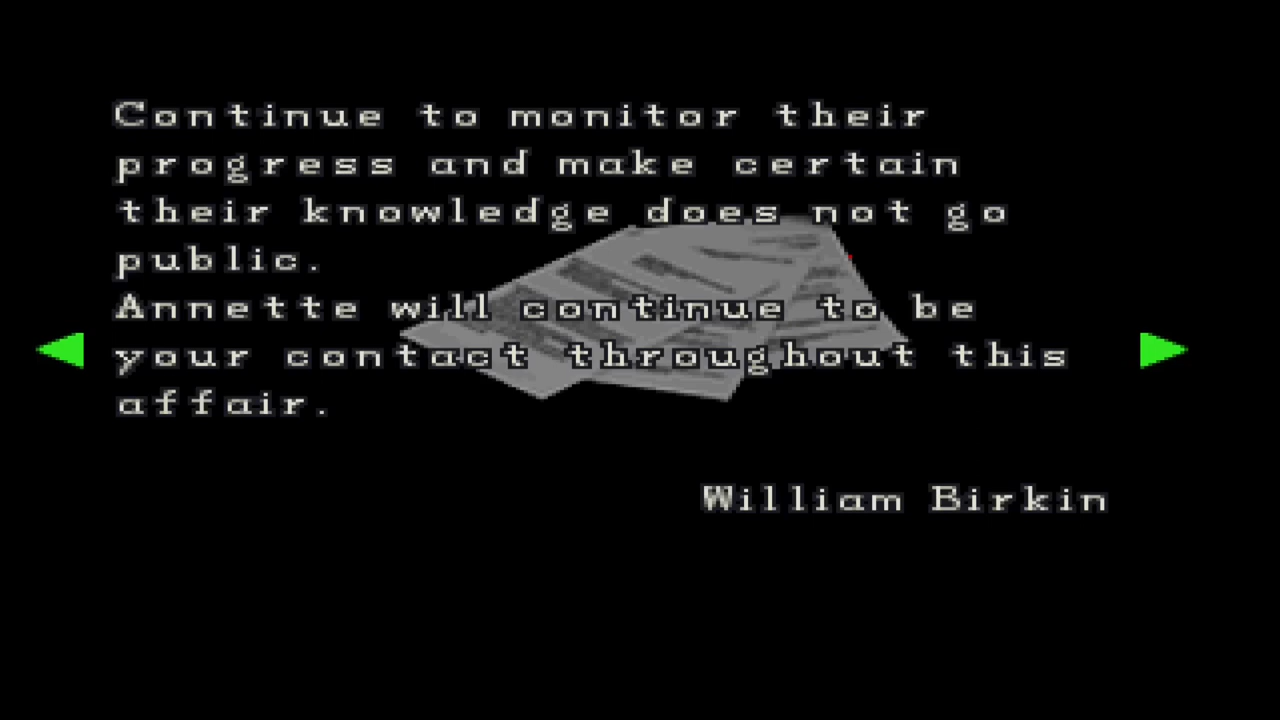 Continue to monitor their
progress and make certain
their knowledge does not go
public.
Annette will continue to be
your contact throughout this
affair.
William Birkin